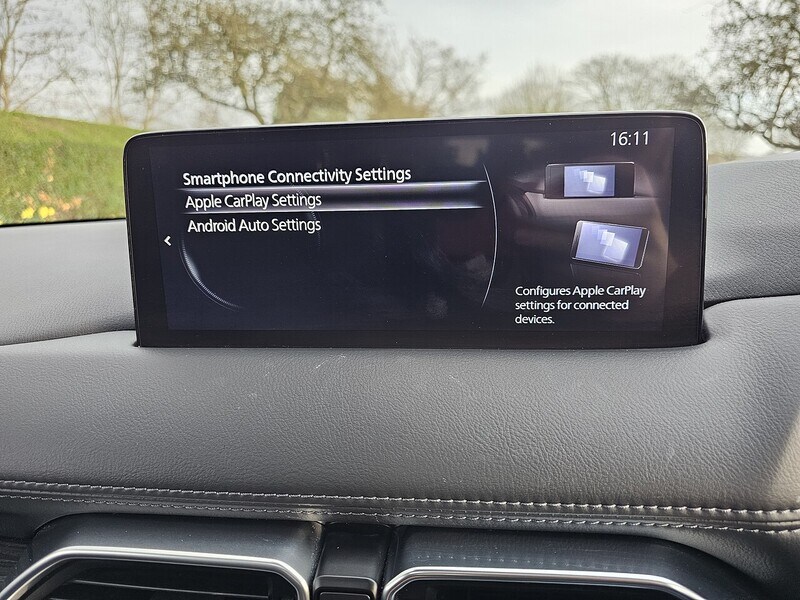 16:11
Smartphone Connectivity Settings
Apple CarPlay Settings
Android Auto Settings
Configures Apple CarPlay
settings for connected
devices.